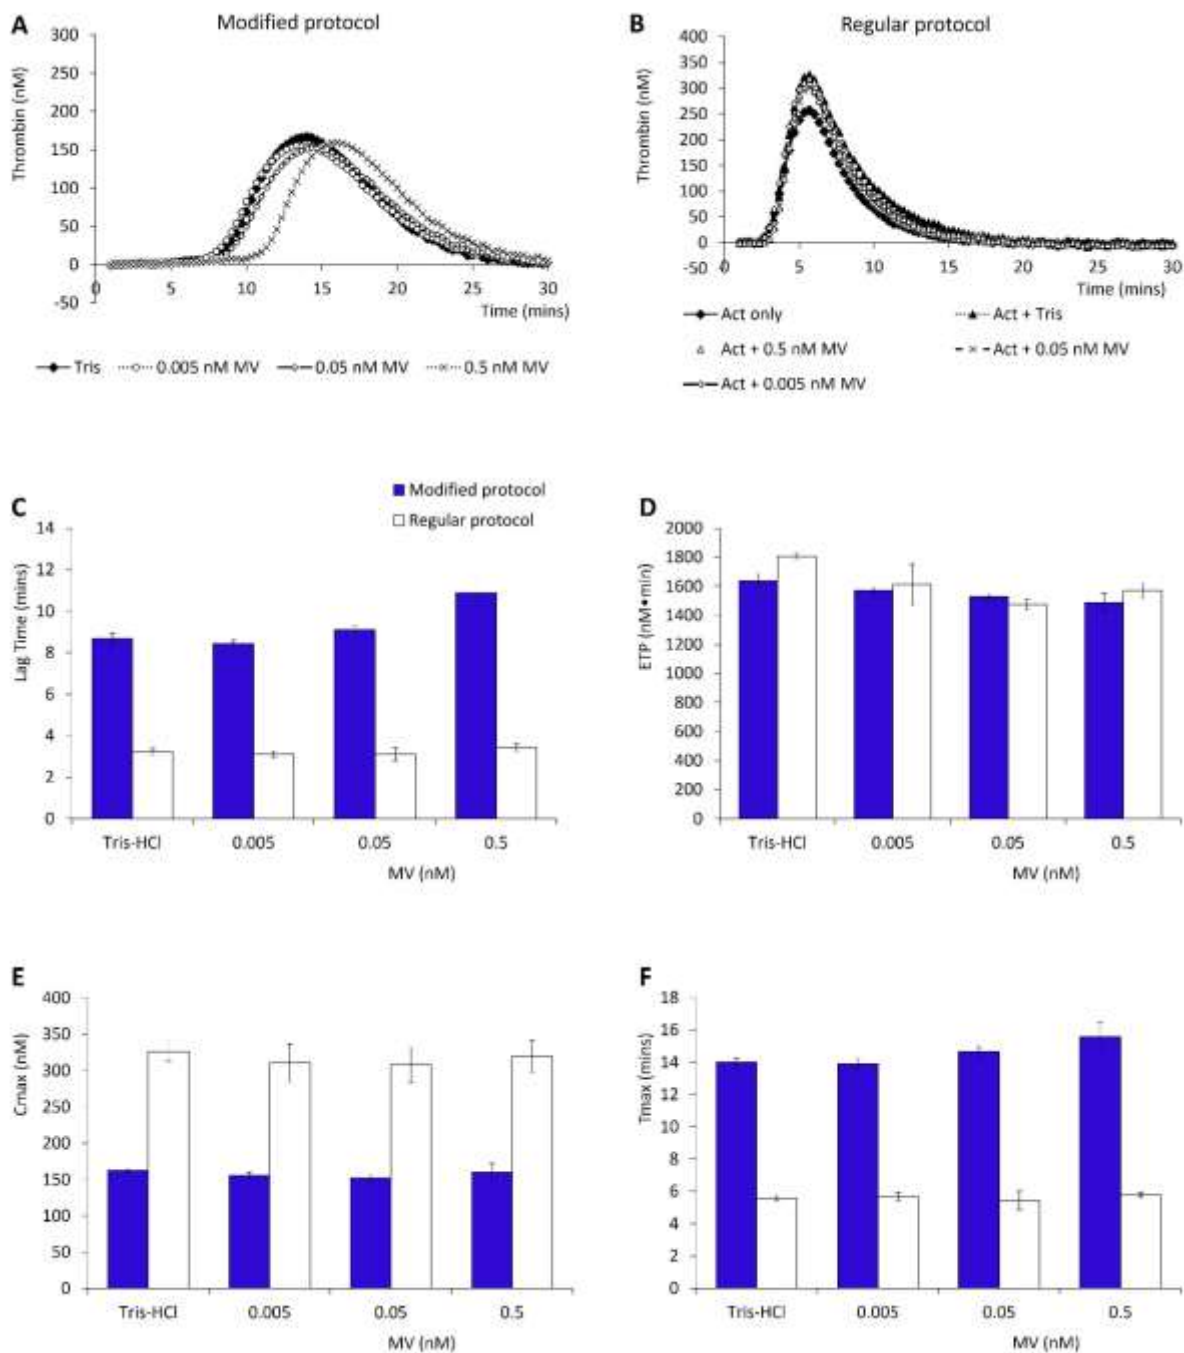 A
Modified protocol
Thrombin (nM)
300
250
200
150
100
50
0
-50
0
5
10
15
20
25
30
Time (mins)
Tris
0.005 nM MV
0.05 nM MV
0.5 nM MV
B
Regular protocol
Thrombin (nM)
400
350
300
250
200
150
100
50
0
-50
0
5
10
15
20
25
30
Time (mins)
Act only
Act + Tris
Act + 0.5 nM MV
Act + 0.05 nM MV
Act + 0.005 nM MV
C
Modified protocol
Regular protocol
Lag Time (mins)
14
12
10
8
6
4
2
0
Tris-HCl
0.005
0.05
0.5
MV (nM)
D
ETP (nM•min)
2000
1800
1600
1400
1200
1000
800
600
400
200
0
Tris-HCl
0.005
0.05
0.5
MV (nM)
E
Cmax (nM)
400
350
300
250
200
150
100
50
0
Tris-HCl
0.005
0.05
0.5
MV (nM)
F
Tmax (mins)
18
16
14
12
10
8
6
4
2
0
Tris-HCl
0.005
0.05
0.5
MV (nM)